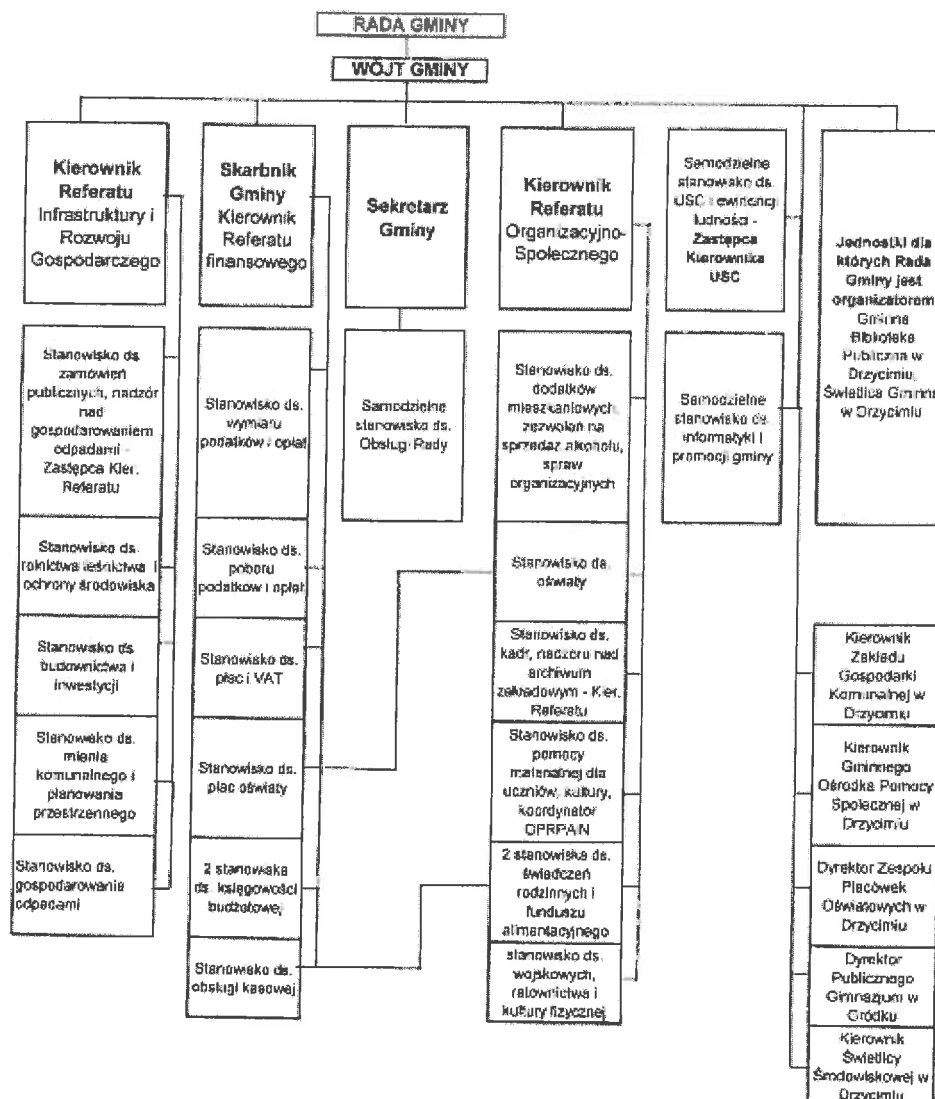 RADA GMINY
WÓJT GMINY
Kierownik
Referatu
Infrastruktury i
Rozwoju
Gospodarczego
Skarbnik
Gminy
Kierownik
Referatu
finansowego
Sekretarz
Gminy
Kierownik
Referatu
Organizacyjno-
Społecznego
Samodzielne
stanowisko ds.
USC i ewidencji
ludności -
Zastępca
Kierownika
USC
Jednostki dla
których Rada
Gminy jest
organizatorem
Gminna
Biblioteka
Publiczna w
Drzycimiu,
Świetlica Gminna
w Drzycimiu
Stanowisko ds.
zamówień
publicznych, nadzór
nad
gospodarowaniem
odpadami -
Zastępca Kier.
Referatu
Stanowisko ds.
wymiaru
podatków i opłat
Samodzielne
stanowisko ds.
Obsługi Rady
Stanowisko ds.
dodatków
mieszkaniowych,
zezwoleń na
sprzedaż alkoholu,
spraw
organizacyjnych
Samodzielne
stanowisko ds.
informatyki i
promocji gminy
Stanowisko ds.
rolnictwa leśnictwa i
ochrony środowiska
Stanowisko ds.
poboru
podatków i opłat
Stanowisko ds.
oświaty
Stanowisko ds.
budownictwa i
inwestycji
Stanowisko ds.
płac i VAT
Stanowisko ds.
kadr, nadzoru nad
archiwum
zakładowym - Kier.
Referatu
Kierownik
Zakładu
Gospodarki
Komunalnej w
Drzycimiu
Stanowisko ds.
mienia
komunalnego i
planowania
przestrzennego
Stanowisko ds.
płac oświaty
Stanowisko ds.
pomocy
materialnej dla
uczniów, kultury,
koordynator
Kierownik
Gminnego
Ośrodka Pomocy
Społecznej w
Drzycimiu
Stanowisko ds.
gospodarowania
odpadami
2 stanowiska
ds. księgowości
budżetowej
2 stanowiska ds.
świadczeń
rodzinnych i
funduszu
alimentacyjnego
Dyrektor Zespołu
Placówek
Oświatowych w
Drzycimiu
Stanowisko ds.
obsługi kasowej
stanowisko ds.
wojskowych,
ratownictwa i
kultury fizycznej
Dyrektor
Publicznego
Gimnazjum w
Gródku
Kierownik
Świetlicy
Środowiskowej w
Drzycimiu